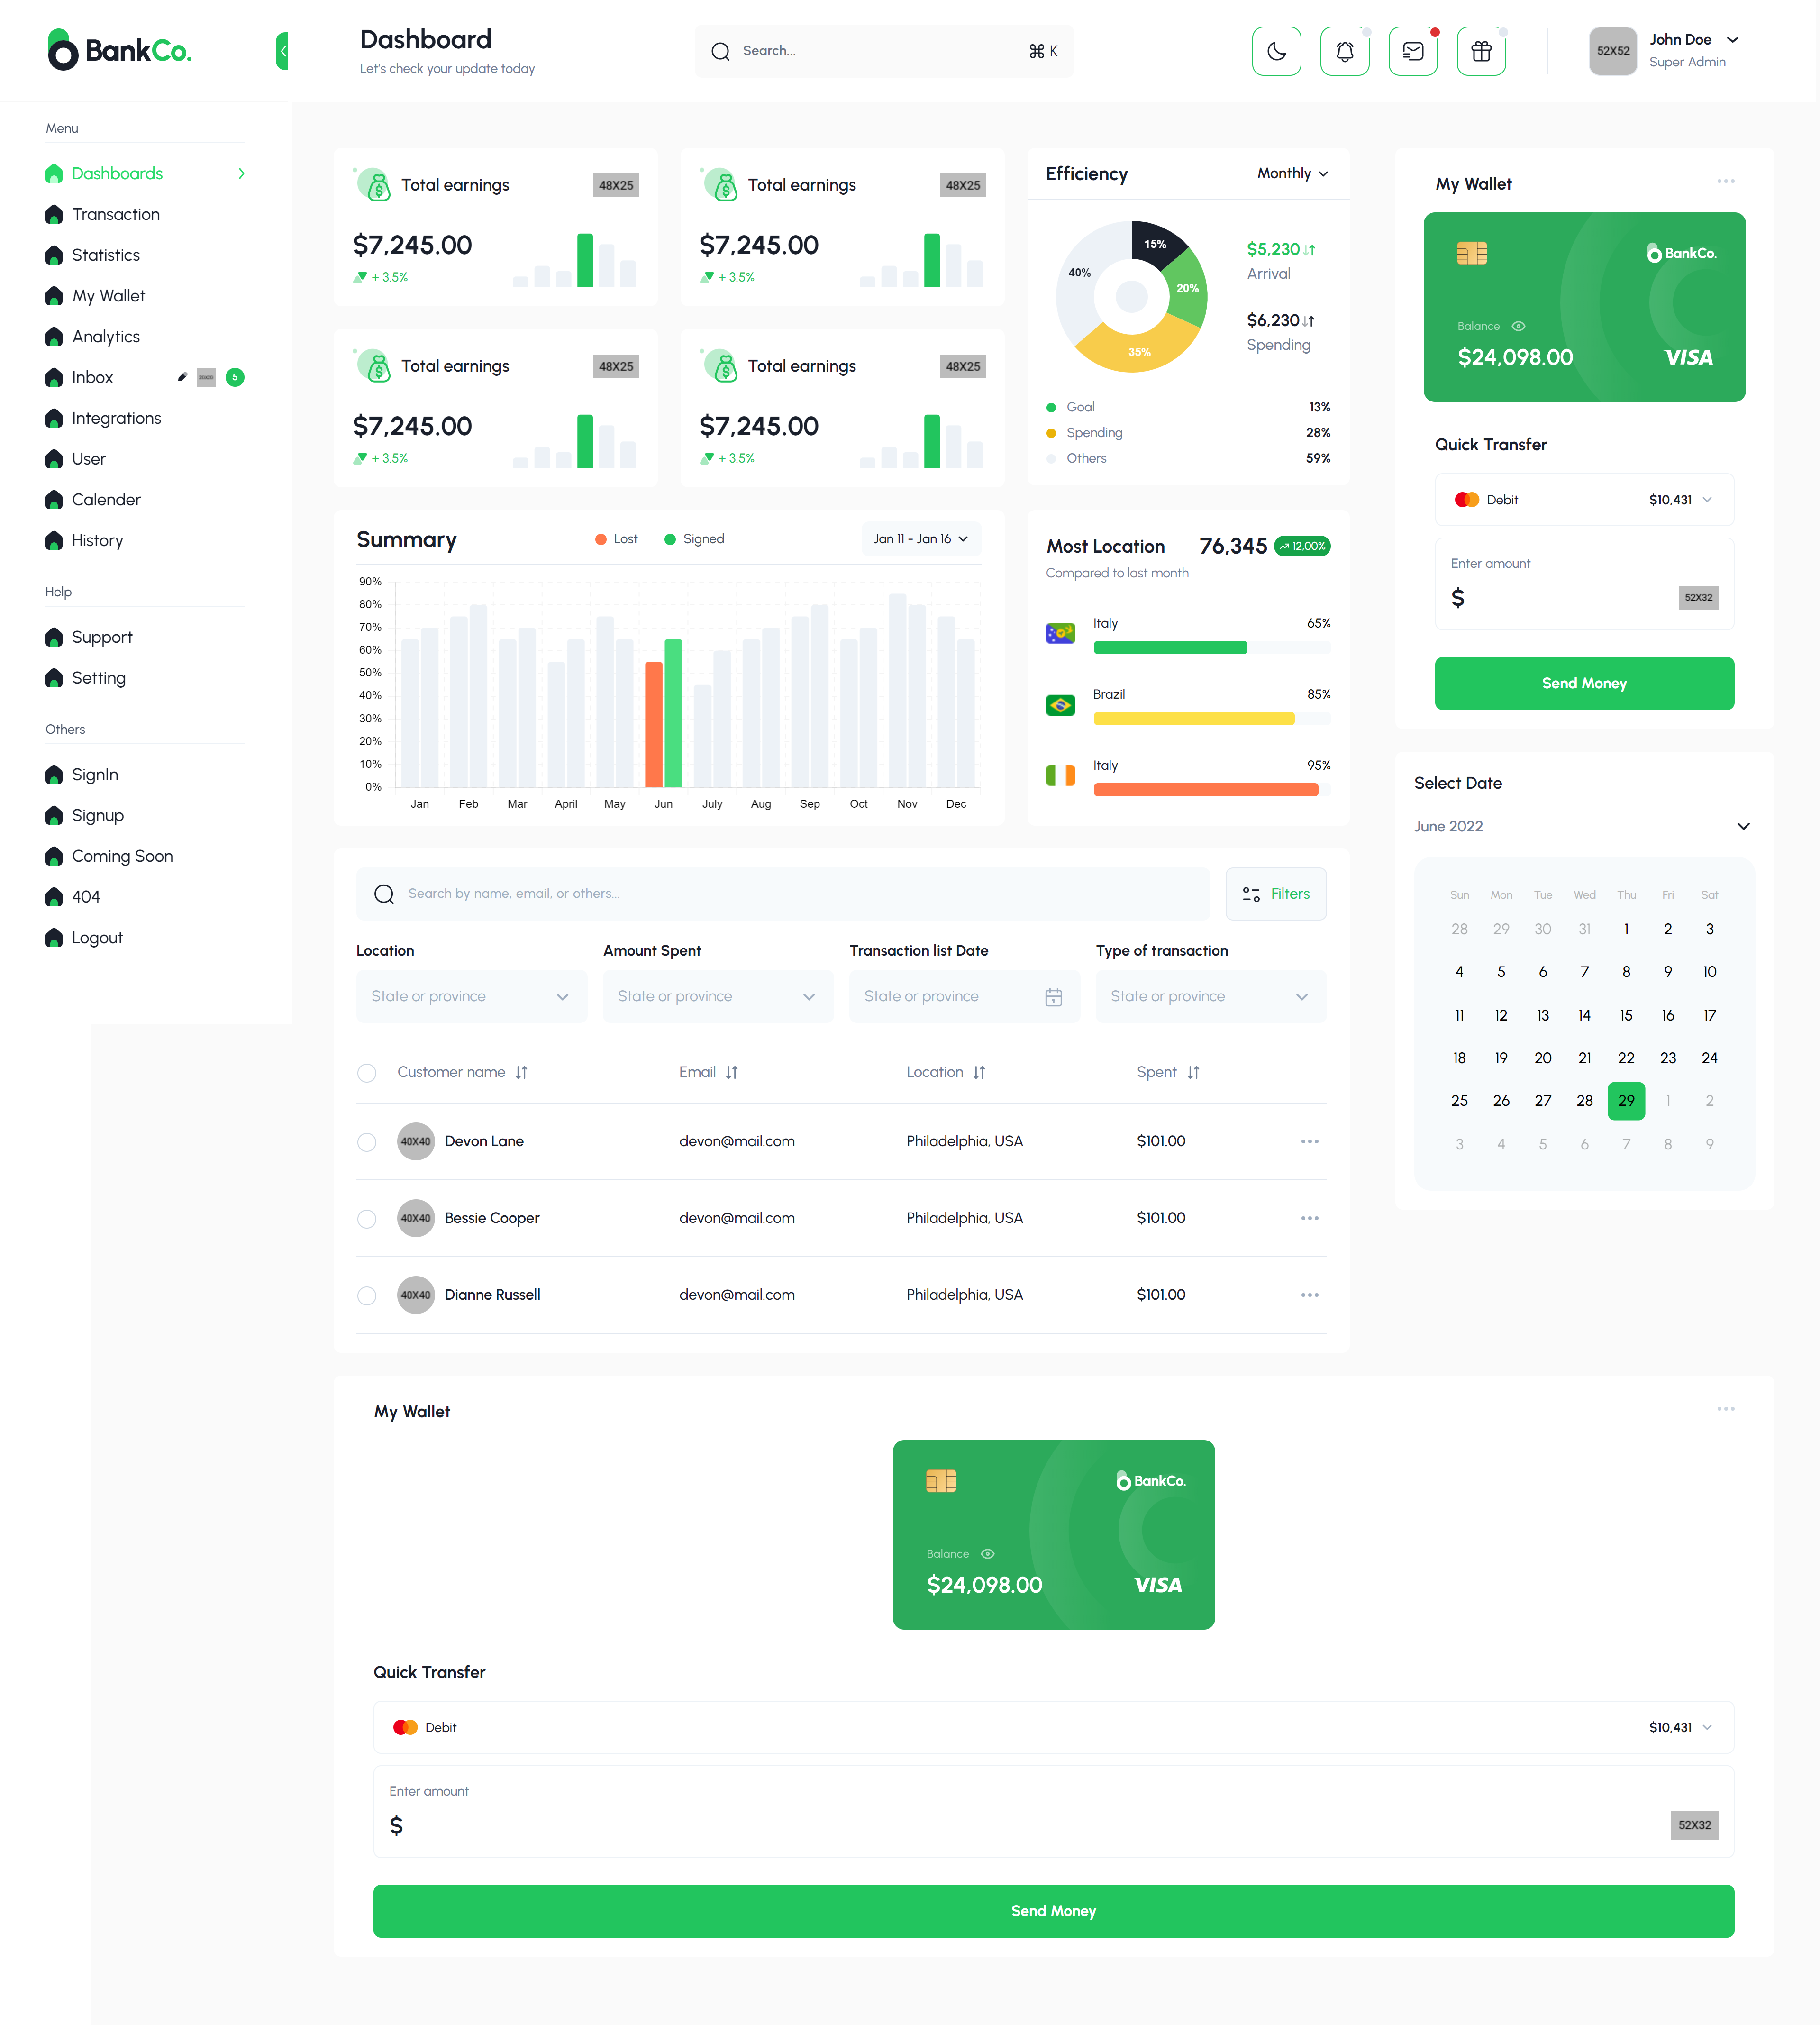 BankCo.
Dashboard
Let's check your update today
Search...
⌘ K
52X52
John Doe
Super Admin
Menu
Dashboards
Transaction
Statistics
My Wallet
Analytics
Inbox
5
Integrations
User
Calender
History
Help
Support
Setting
Others
SignIn
Signup
Coming Soon
404
Logout
Total earnings
48X25
$7,245.00
+ 3.5%
Total earnings
48X25
$7,245.00
+ 3.5%
Total earnings
48X25
$7,245.00
+ 3.5%
Total earnings
48X25
$7,245.00
+ 3.5%
Efficiency
Monthly
15%
20%
35%
40%
$5,230
Arrival
$6,230
Spending
Goal 13%
Spending 28%
Others 59%
Summary
Lost
Signed
Jan 11 - Jan 16
90%
80%
70%
60%
50%
40%
30%
20%
10%
0%
Jan Feb Mar April May Jun July Aug Sep Oct Nov Dec
Most Location
76,345
12,00%
Compared to last month
Italy 65%
Brazil 85%
Italy 95%
Search by name, email, or others...
Filters
Location
State or province
Amount Spent
State or province
Transaction list Date
State or province
Type of transaction
State or province
Customer name Email Location Spent
40X40 Devon Lane devon@mail.com Philadelphia, USA $101.00
40X40 Bessie Cooper devon@mail.com Philadelphia, USA $101.00
40X40 Dianne Russell devon@mail.com Philadelphia, USA $101.00
My Wallet
BankCo.
Balance
$24,098.00
VISA
Quick Transfer
Debit
$10,431
Enter amount
$
52X32
Send Money
Select Date
June 2022
Sun Mon Tue Wed Thu Fri Sat
28 29 30 31 1 2 3
4 5 6 7 8 9 10
11 12 13 14 15 16 17
18 19 20 21 22 23 24
25 26 27 28 29 1 2
3 4 5 6 7 8 9
My Wallet
BankCo.
Balance
$24,098.00
VISA
Quick Transfer
Debit
$10,431
Enter amount
$
52X32
Send Money